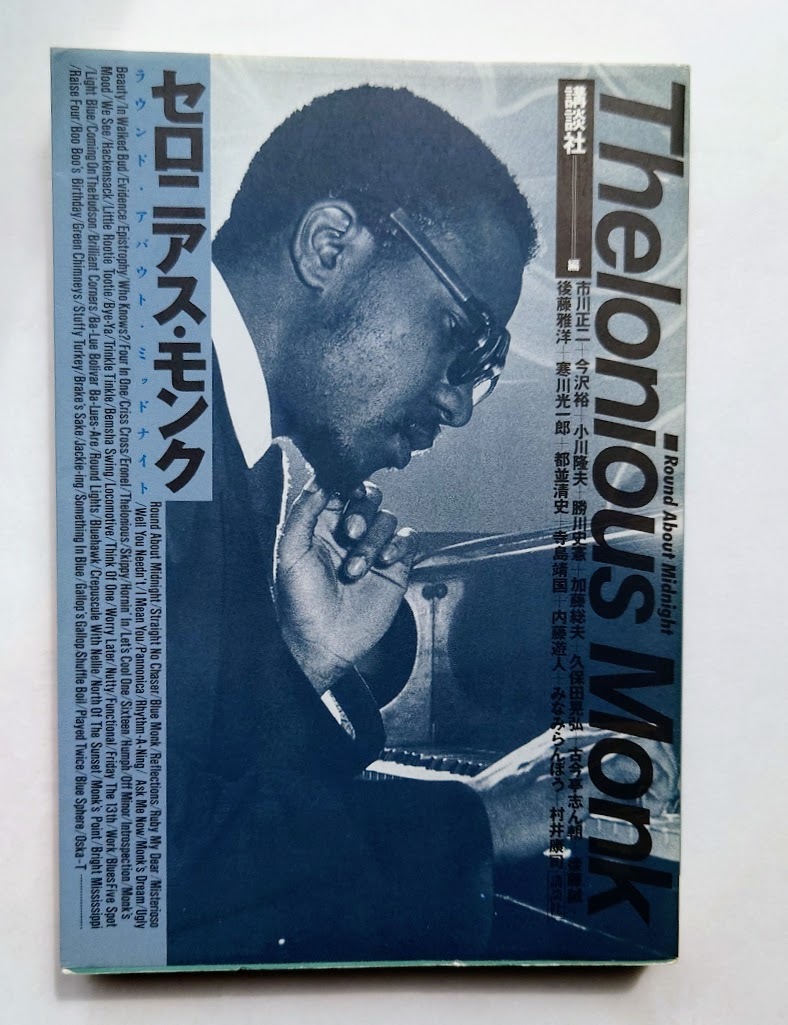 Thelonious Monk
Round About Midnight
講談社 編
市川正二+今沢裕+小川隆夫+勝川史憲+加藤総夫+久保田晃弘+古今亭志ん朝+後藤誠
後藤雅洋+寒川光一郎+都並清史+寺島靖国+内藤遊人+みなみらんぼう+村井康司
セロニアス・モンク
ラウンド・アバウト・ミッドナイト
Round About Midnight/Straight No Chaser/Blue Monk/Reflections/Ruby My Dear/Misterioso
/Well You Needn't/I Mean You/Pannonica/Rhythm-A-Ning/Ask Me Now/Monk's Dream/Ugly
Beauty/In Walked Bud/Evidence/Epistrophy/Who Knows?/Four In One/Criss Cross/Eronel/Thelonious/Skippy/Hornin' In/Let's Cool One/Sixteen/Humph/Off Minor/Introspection/Monk's
Mood/We See/Hackensack/Little Rootie Tootie/Bye-Ya/Trinkle Tinkle/Bemsha Swing/Locomotive/Think Of One/Worry Later/Nutty/Functional/Friday The 13th/Work/Blues Five Spot
/Light Blue/Coming On The Hudson/Brilliant Corners/Ba-Lue Bolivar Ba-Lues-Are/Round Lights/Bluehawk/Crepuscule With Nellie/North Of The Sunset/Monk's Point/Bright Mississippi
/Raise Four/Boo Boo's Birthday/Green Chimneys/Stuffy Turkey/Brake's Sake/Jackie-ing/Something In Blue/Gallop's Gallop Shuffle Boil/Played Twice/Blue Sphere/Oska-T